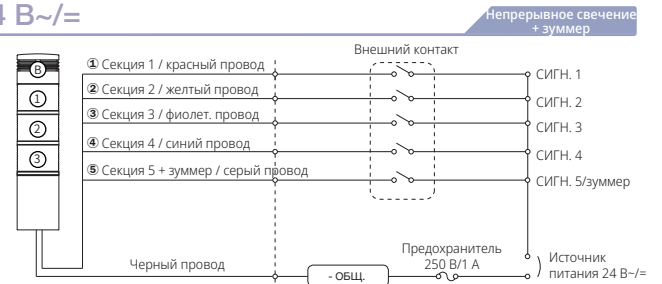 4 В~/=
Непрерывное свечение
+ зуммер
Внешний контакт
B
1
2
3
① Секция 1 / красный провод
② Секция 2 / желтый провод
③ Секция 3 / фиолет. провод
④ Секция 4 / синий провод
⑤ Секция 5 + зуммер / серый провод
СИГН. 1
СИГН. 2
СИГН. 3
СИГН. 4
СИГН. 5/зуммер
Черный провод
- ОБЩ.
Предохранитель
250 В/1 А
Источник
питания 24 В~/=